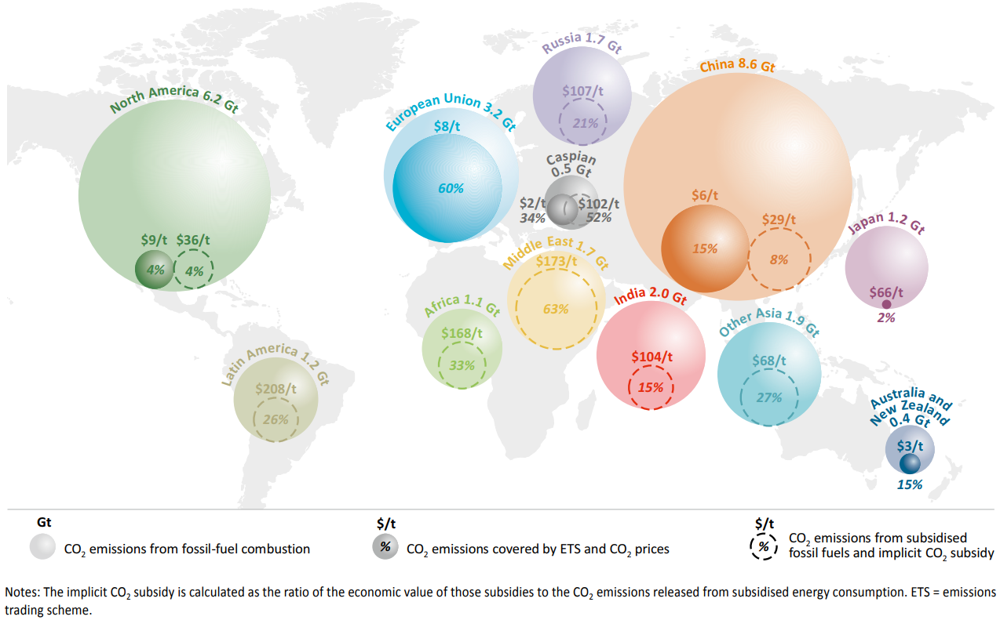 Russia 1.7 Gt
$107/t
21%
China 8.6 Gt
$6/t
15%
$29/t
8%
North America 6.2 Gt
$9/t
4%
$36/t
4%
European Union 3.2 Gt
$8/t
60%
Caspian
0.5 Gt
$2/t
34%
$102/t
52%
Middle East 1.7 Gt
$173/t
63%
Japan 1.2 Gt
$66/t
2%
Africa 1.1 Gt
$168/t
33%
India 2.0 Gt
$104/t
15%
Other Asia 1.9 Gt
$68/t
27%
Latin America 1.2 Gt
$208/t
26%
Australia and
New Zealand
0.4 Gt
$3/t
15%
Gt
CO2 emissions from fossil-fuel combustion
$/t
%
CO2 emissions covered by ETS and CO2 prices
$/t
%
CO2 emissions from subsidised
fossil fuels and implicit CO2 subsidy
Notes: The implicit CO2 subsidy is calculated as the ratio of the economic value of those subsidies to the CO2 emissions released from subsidised energy consumption. ETS = emissions
trading scheme.